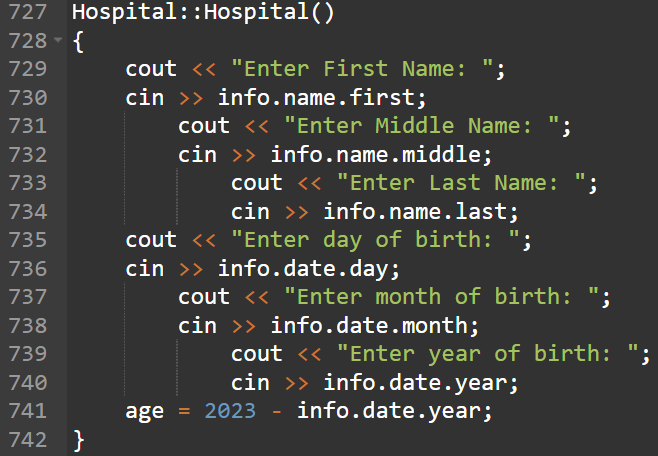 727 Hospital::Hospital()
728 {
729     cout << "Enter First Name: ";
730     cin >> info.name.first;
731         cout << "Enter Middle Name: ";
732         cin >> info.name.middle;
733             cout << "Enter Last Name: ";
734             cin >> info.name.last;
735     cout << "Enter day of birth: ";
736     cin >> info.date.day;
737         cout << "Enter month of birth: ";
738         cin >> info.date.month;
739             cout << "Enter year of birth: ";
740             cin >> info.date.year;
741     age = 2023 - info.date.year;
742 }